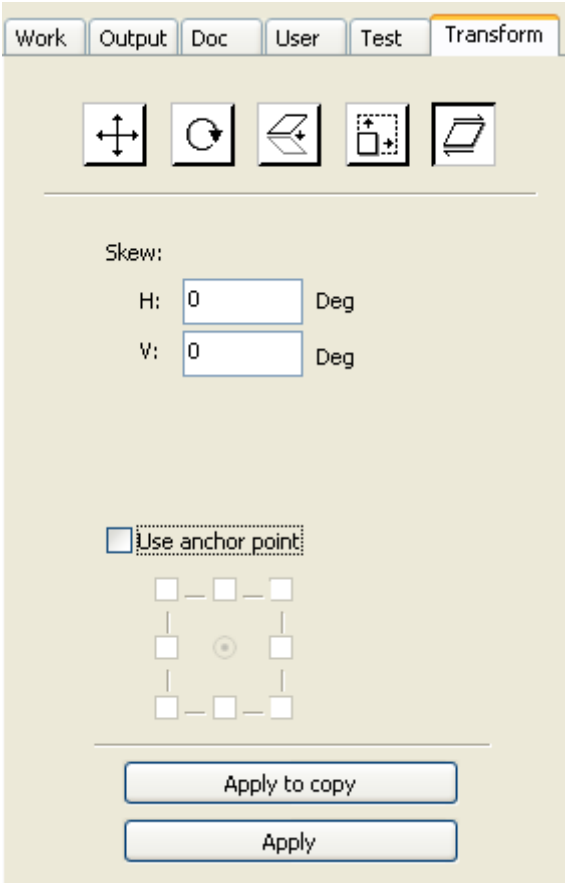 Work Output Doc User Test Transform
Skew:
H: 0 Deg
V: 0 Deg
Use anchor point
Apply to copy
Apply